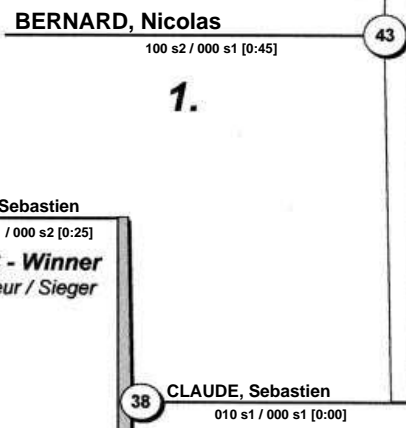 BERNARD, Nicolas
43
100 s2 / 000 s1 [0:45]
1.
Sebastien
/ 000 s2 [0:25]
- Winner
eur / Sieger
38
CLAUDE, Sebastien
010 s1 / 000 s1 [0:00]